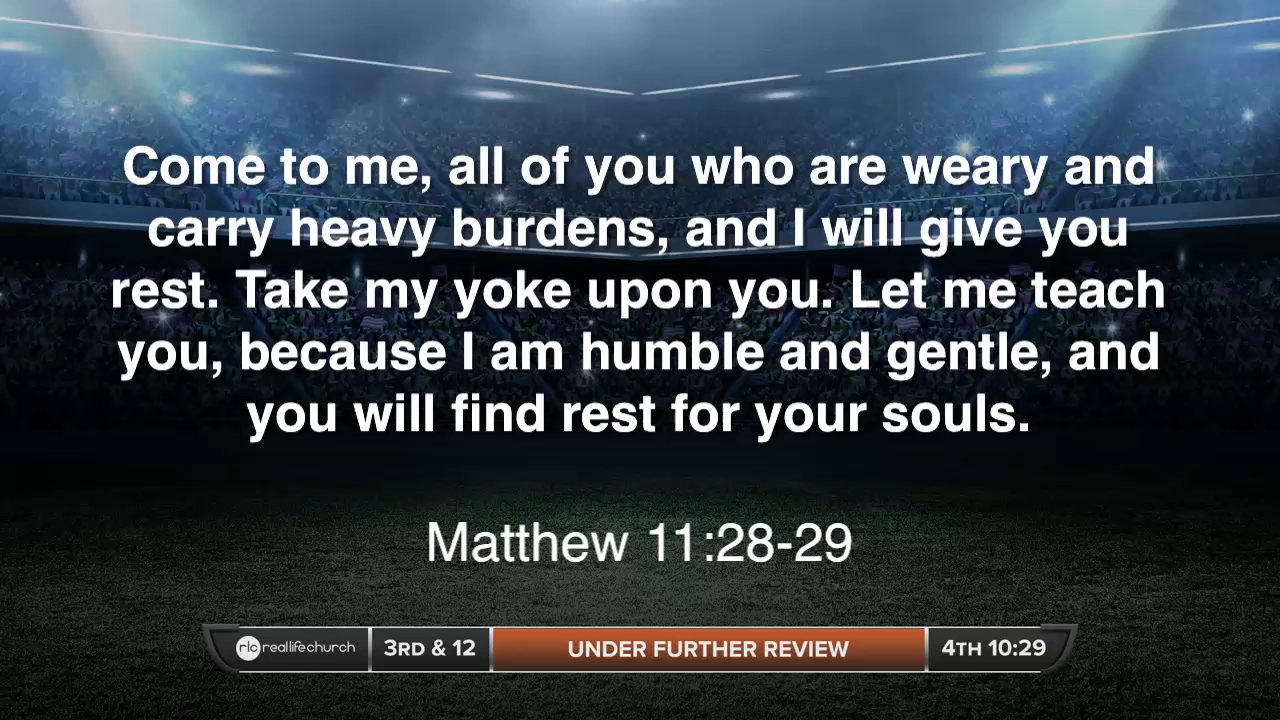 Come to me, all of you who are weary and
carry heavy burdens, and I will give you
rest. Take my yoke upon you. Let me teach
you, because I am humble and gentle, and
you will find rest for your souls.
Matthew 11:28-29
rlc reallifechurch 3RD & 12 UNDER FURTHER REVIEW 4TH 10:29